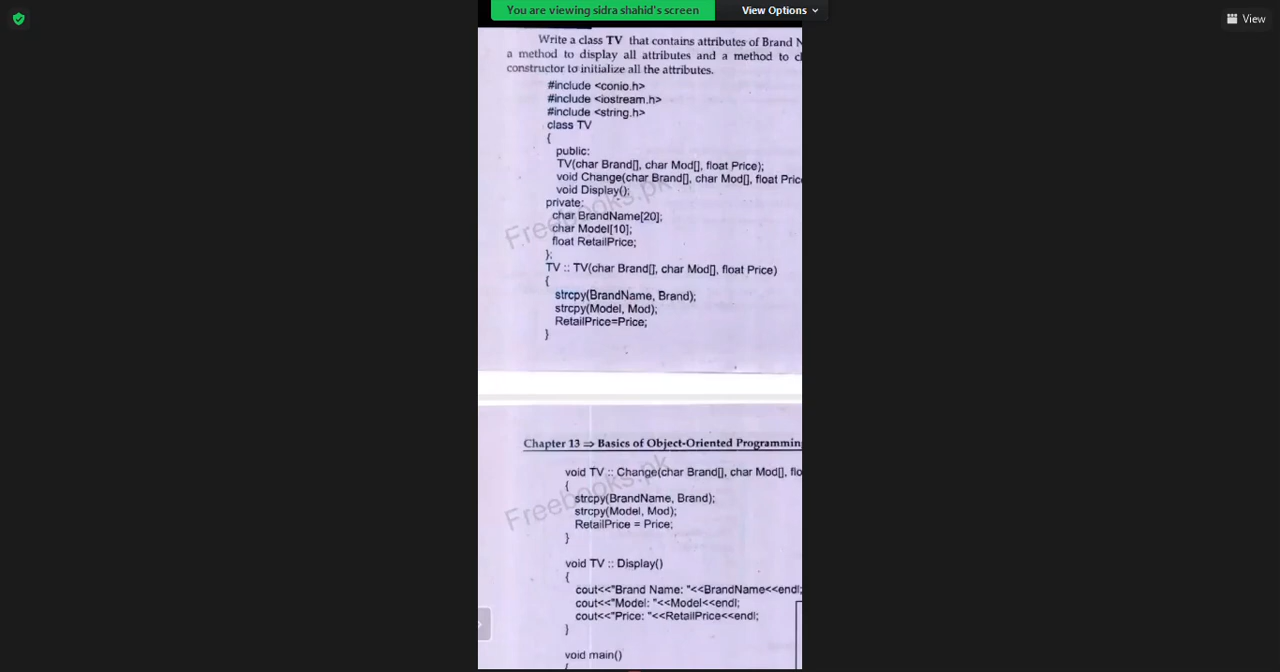 You are viewing sidra shahid's screen
View Options
View
Write a class TV that contains attributes of Brand N
a method to display all attributes and a method to
constructor to initialize all the attributes.
#include <conio.h>
#include <iostream.h>
#include <string.h>
class TV
{
public:
TV(char Brand[], char Mod[], float Price);
void Change(char Brand[], char Mod[], float Price
void Display();
private:
char BrandName[20];
char Model[10];
float RetailPrice;
};
TV :: TV(char Brand[], char Mod[], float Price)
{
strcpy(BrandName, Brand);
strcpy(Model, Mod);
RetailPrice=Price;
}
Freebooks.pk
Chapter 13 ⇒ Basics of Object-Oriented Programmin
void TV :: Change(char Brand[], char Mod[], flo
{
strcpy(BrandName, Brand);
strcpy(Model, Mod);
RetailPrice = Price;
}
Freebooks.pk
void TV :: Display()
{
cout<<"Brand Name: "<<BrandName<<endl;
cout<<"Model: "<<Model<<endl;
cout<<"Price: "<<RetailPrice<<endl;
}
void main()
{